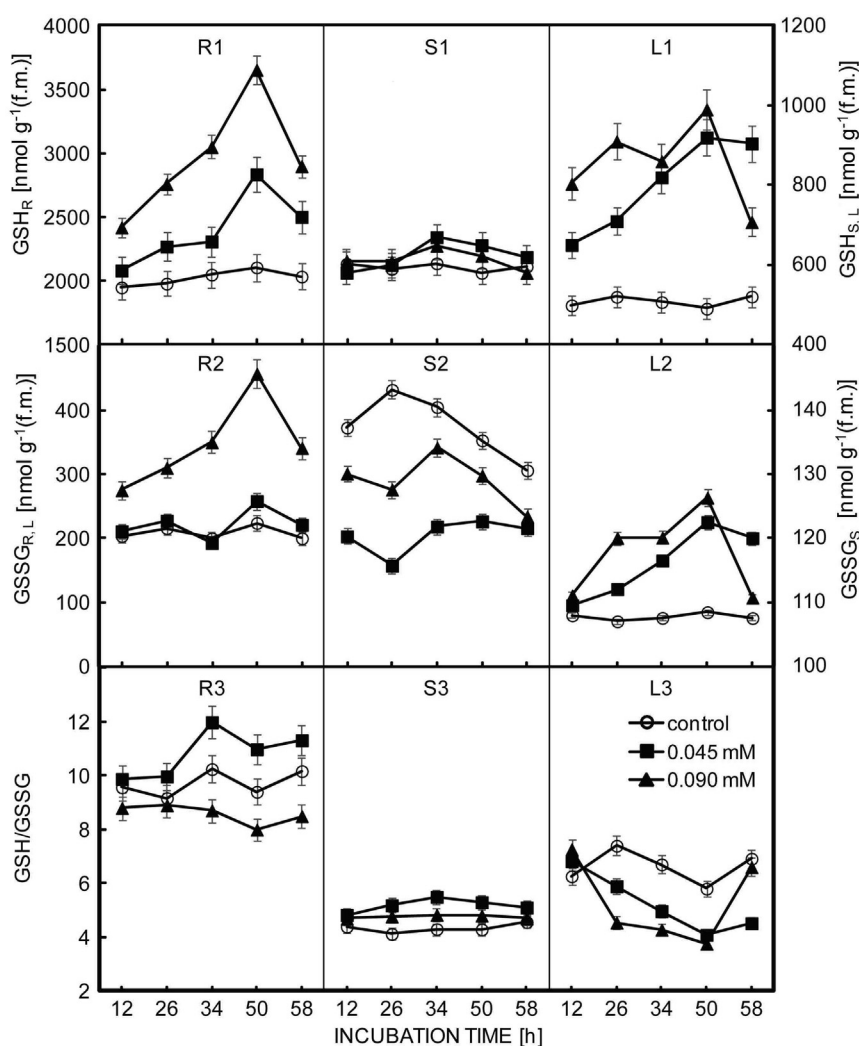 R1 S1 L1
4000
3500
3000
2500
2000
1500
GSH_R [nmol g⁻¹(f.m.)]
1200
1000
800
600
400
GSH_S, L [nmol g⁻¹(f.m.)]
R2 S2 L2
400
300
200
100
0
GSSG_R, L [nmol g⁻¹(f.m.)]
140
130
120
110
100
GSSG_S [nmol g⁻¹(f.m.)]
R3 S3 L3
control
0.045 mM
0.090 mM
12
10
8
6
4
2
GSH/GSSG
12 26 34 50 58 12 26 34 50 58 12 26 34 50 58
INCUBATION TIME [h]